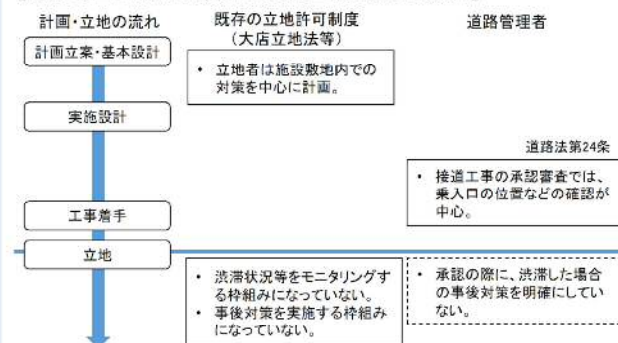 計画・立地の流れ
既存の立地許可制度
(大店立地法等)
道路管理者
計画立案・基本設計
• 立地者は施設敷地内での
対策を中心に計画。
実施設計
道路法第24条
• 接道工事の承認審査では、
乗入口の位置などの確認が
中心。
工事着手
立地
• 渋滞状況等をモニタリングす
る枠組みになっていない。
• 事後対策を実施する枠組み
になっていない。
• 承認の際に、渋滞した場合
の事後対策を明確にしてい
ない。